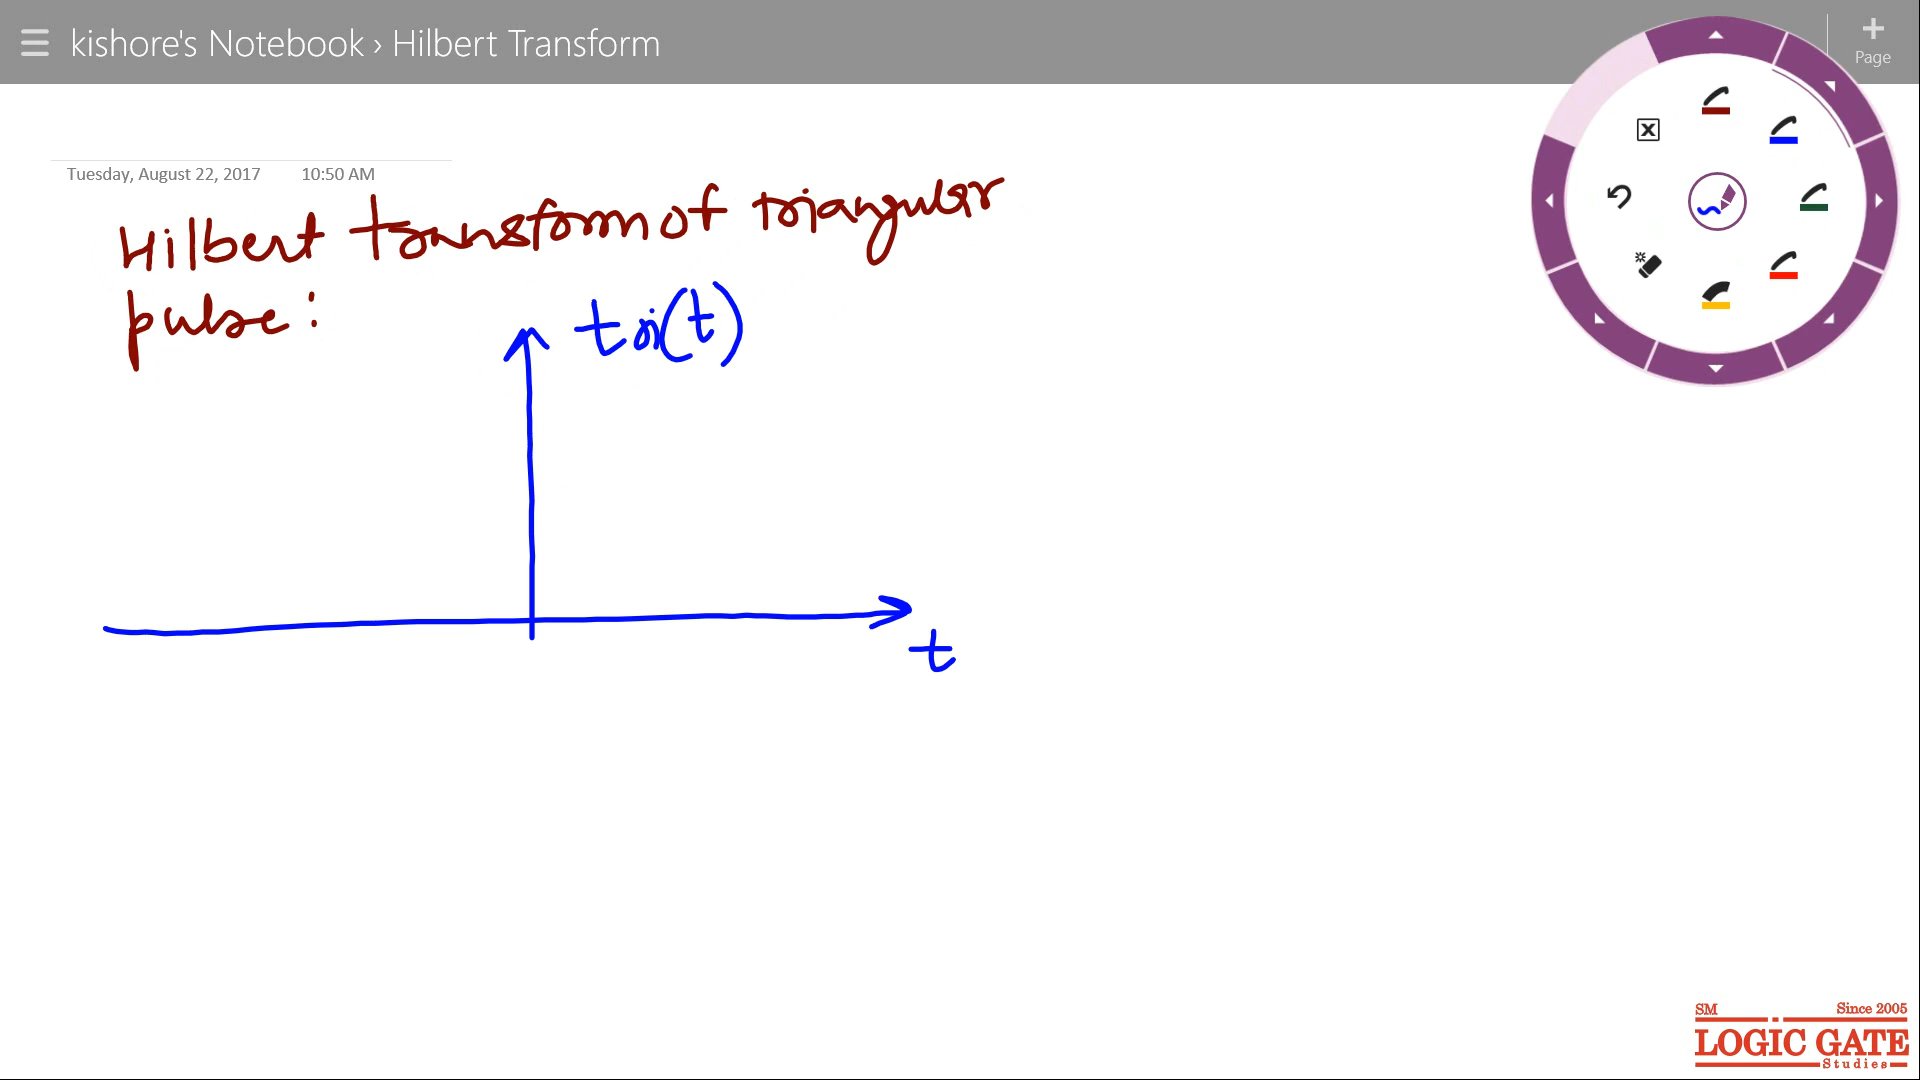 kishore's Notebook › Hilbert Transform
Page
Tuesday, August 22, 2017 10:50 AM
Hilbert transform of triangular
pulse:
tri(t)
t
SM Since 2005
LOGIC GATE
Studies